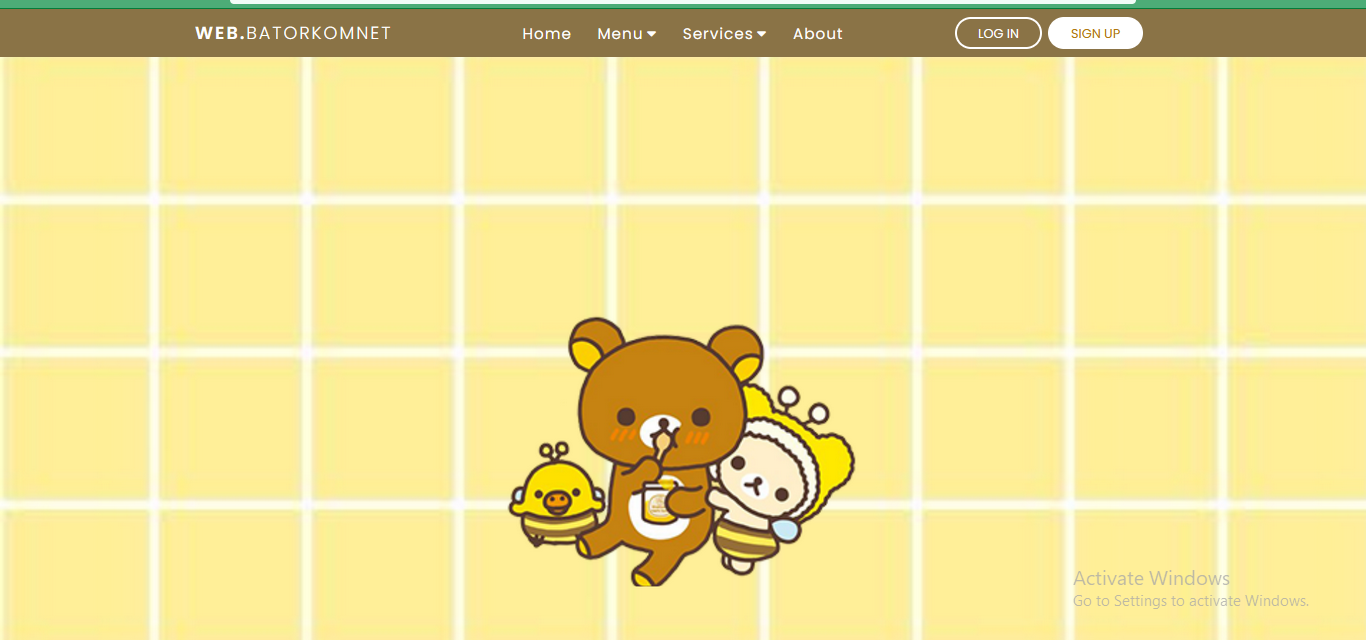 WEB.BATORKOMNET
Home Menu Services About
LOG IN SIGN UP
Activate Windows
Go to Settings to activate Windows.